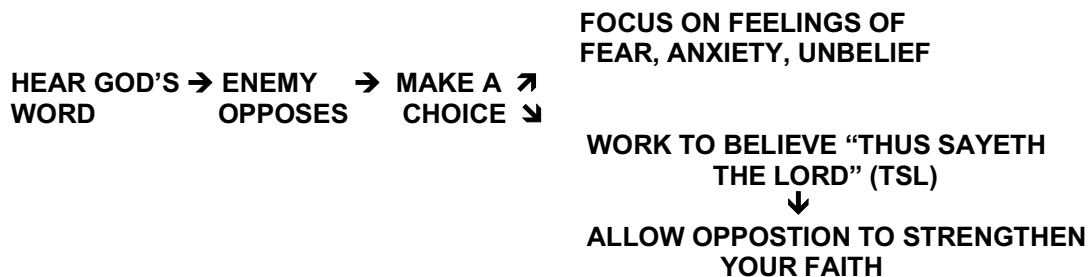 FOCUS ON FEELINGS OF
FEAR, ANXIETY, UNBELIEF
HEAR GOD'S → ENEMY → MAKE A ↗
WORD OPPOSES CHOICE ↘
WORK TO BELIEVE “THUS SAYETH
THE LORD” (TSL)
↓
ALLOW OPPOSTION TO STRENGTHEN
YOUR FAITH